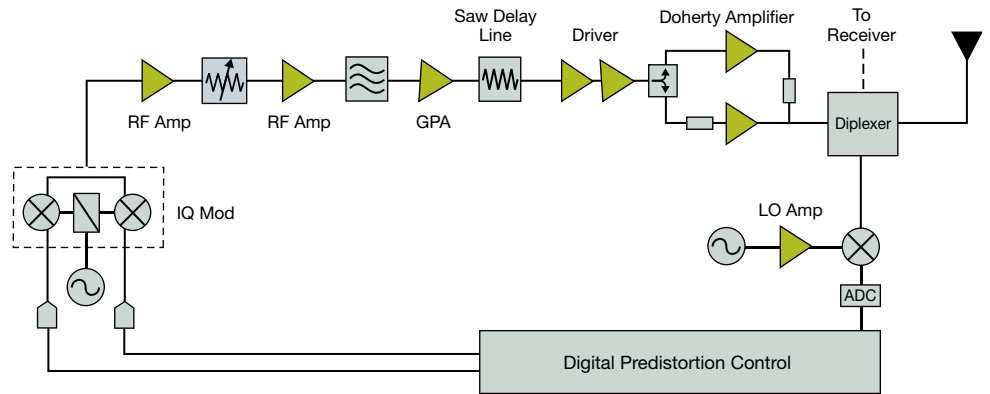 Saw Delay
Line
Driver
Doherty Amplifier
To
Receiver
RF Amp
RF Amp
GPA
Diplexer
IQ Mod
LO Amp
ADC
Digital Predistortion Control